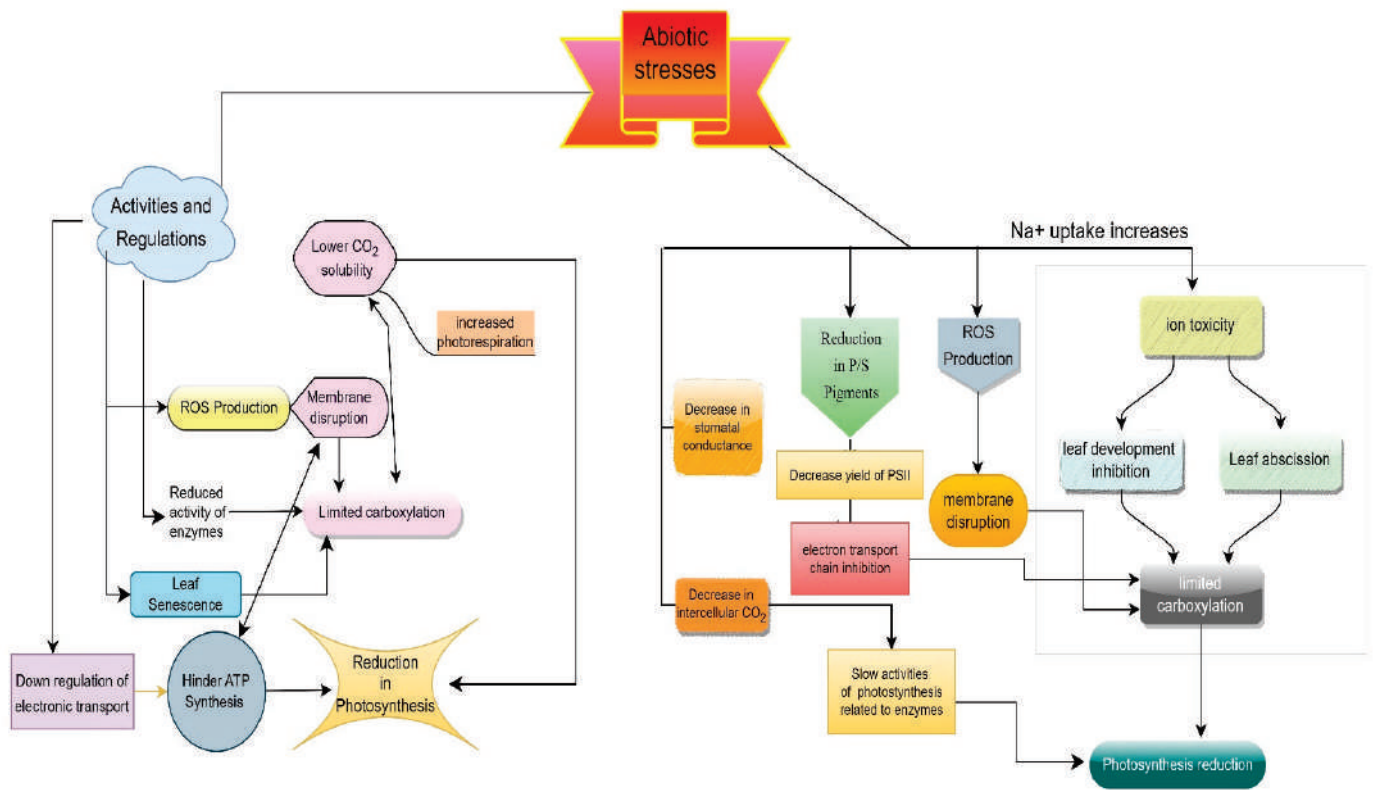 Abiotic
stresses
Activities and
Regulations
Lower CO₂
solubility
increased
photorespiration
ROS Production
Membrane
disruption
Reduced
activity of
enzymes
Limited carboxylation
Leaf
Senescence
Down regulation of
electronic transport
Hinder ATP
Synthesis
Reduction
in
Photosynthesis
Na+ uptake increases
Decrease in
stomatal
conductance
Reduction
in P/S
Pigments
ROS
Production
ion toxicity
Decrease yield of PSII
membrane
disruption
leaf development
inhibition
Leaf abscission
electron transport
chain inhibition
limited
carboxylation
Decrease in
intercellular CO₂
Slow activities
of photosynthesis
related to enzymes
Photosynthesis reduction